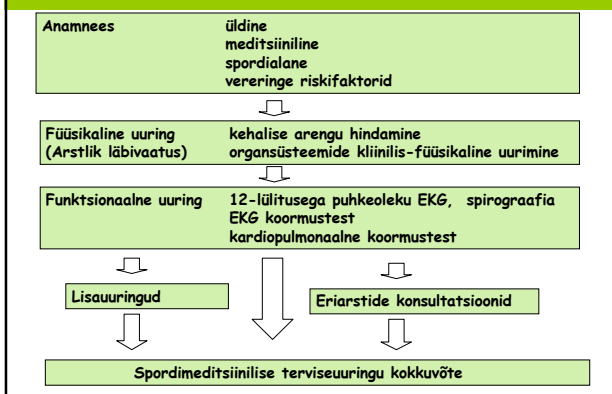 Anamnees üldine
meditsiiniline
spordialane
vereringe riskifaktorid
Füüsikaline uuring kehalise arengu hindamine
(Arstlik läbivaatus) organsüsteemide kliinilis-füüsikaline uurimine
Funktsionaalne uuring 12-lülitusega puhkeoleku EKG, spirograafia
EKG koormustest
kardiopulmonaalne koormustest
Lisauuringud
Eriarstide konsultatsioonid
Spordimeditsiinilise terviseuuringu kokkuvõte